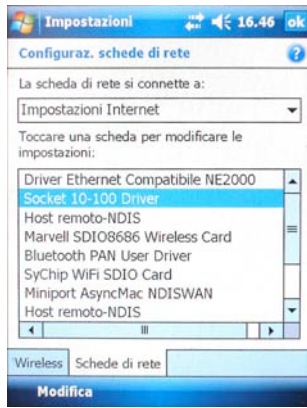 Impostazioni 16.46 ok
Configuraz. schede di rete
La scheda di rete si connette a:
Impostazioni Internet
Toccare una scheda per modificare le
impostazioni:
Driver Ethernet Compatibile NE2000
Socket 10-100 Driver
Host remoto-NDIS
Marvell SDIO8686 Wireless Card
Bluetooth PAN User Driver
SyChip WiFi SDIO Card
Miniport AsyncMac NDISWAN
Host remoto-NDIS
Wireless Schede di rete
Modifica